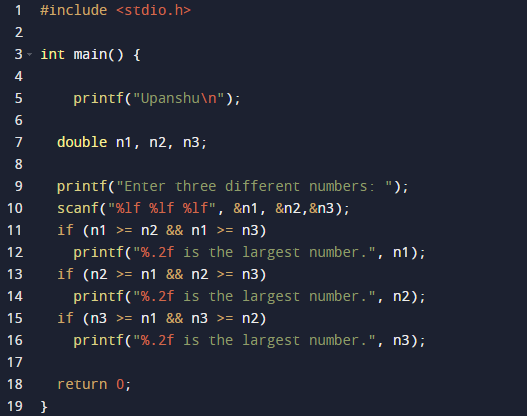 1 #include <stdio.h>
2
3 int main() {
4
5     printf("Upanshu\n");
6
7   double n1, n2, n3;
8
9   printf("Enter three different numbers: ");
10   scanf("%lf %lf %lf", &n1, &n2,&n3);
11   if (n1 >= n2 && n1 >= n3)
12     printf("%.2f is the largest number.", n1);
13   if (n2 >= n1 && n2 >= n3)
14     printf("%.2f is the largest number.", n2);
15   if (n3 >= n1 && n3 >= n2)
16     printf("%.2f is the largest number.", n3);
17
18   return 0;
19 }